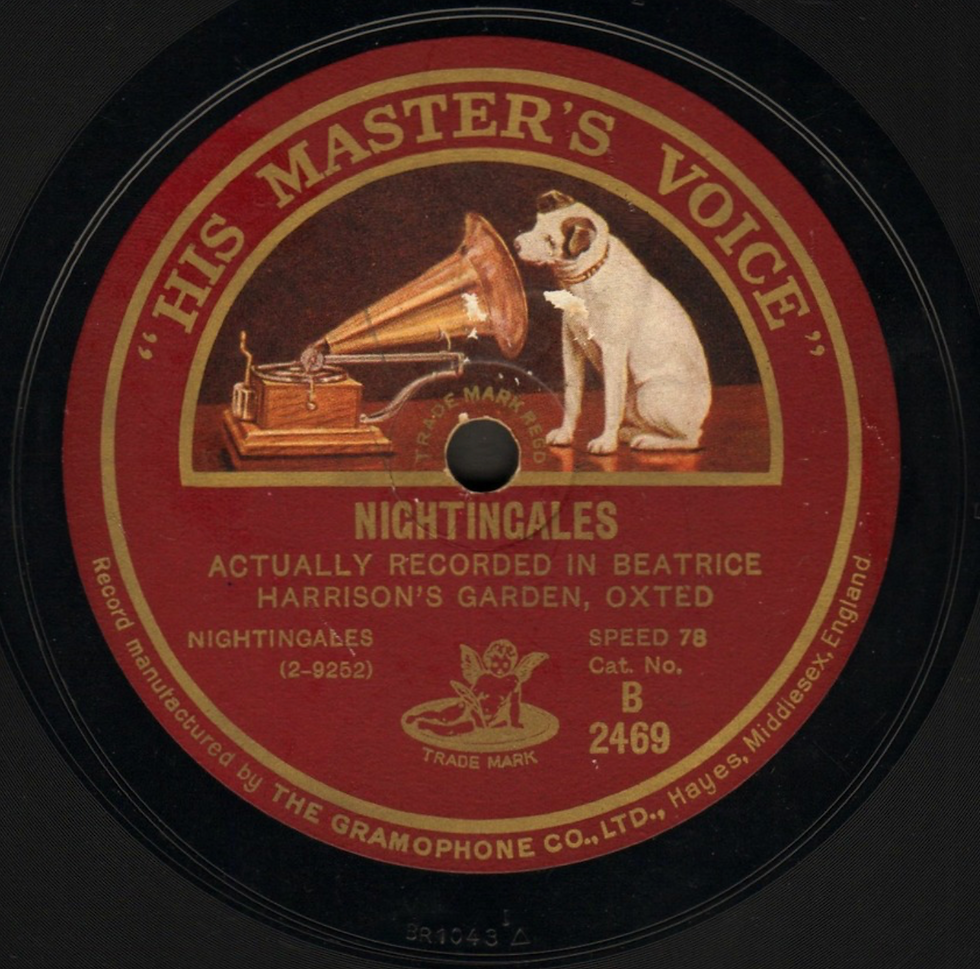 “HIS MASTER'S VOICE”
TRADE MARK REGD
NIGHTINGALES
ACTUALLY RECORDED IN BEATRICE
HARRISON'S GARDEN, OXTED
NIGHTINGALES
(2-9252)
SPEED 78
Cat. No.
B
2469
TRADE MARK
Record manufactured by THE GRAMOPHONE CO., LTD., Hayes, Middlesex, England.
BR1043 I △